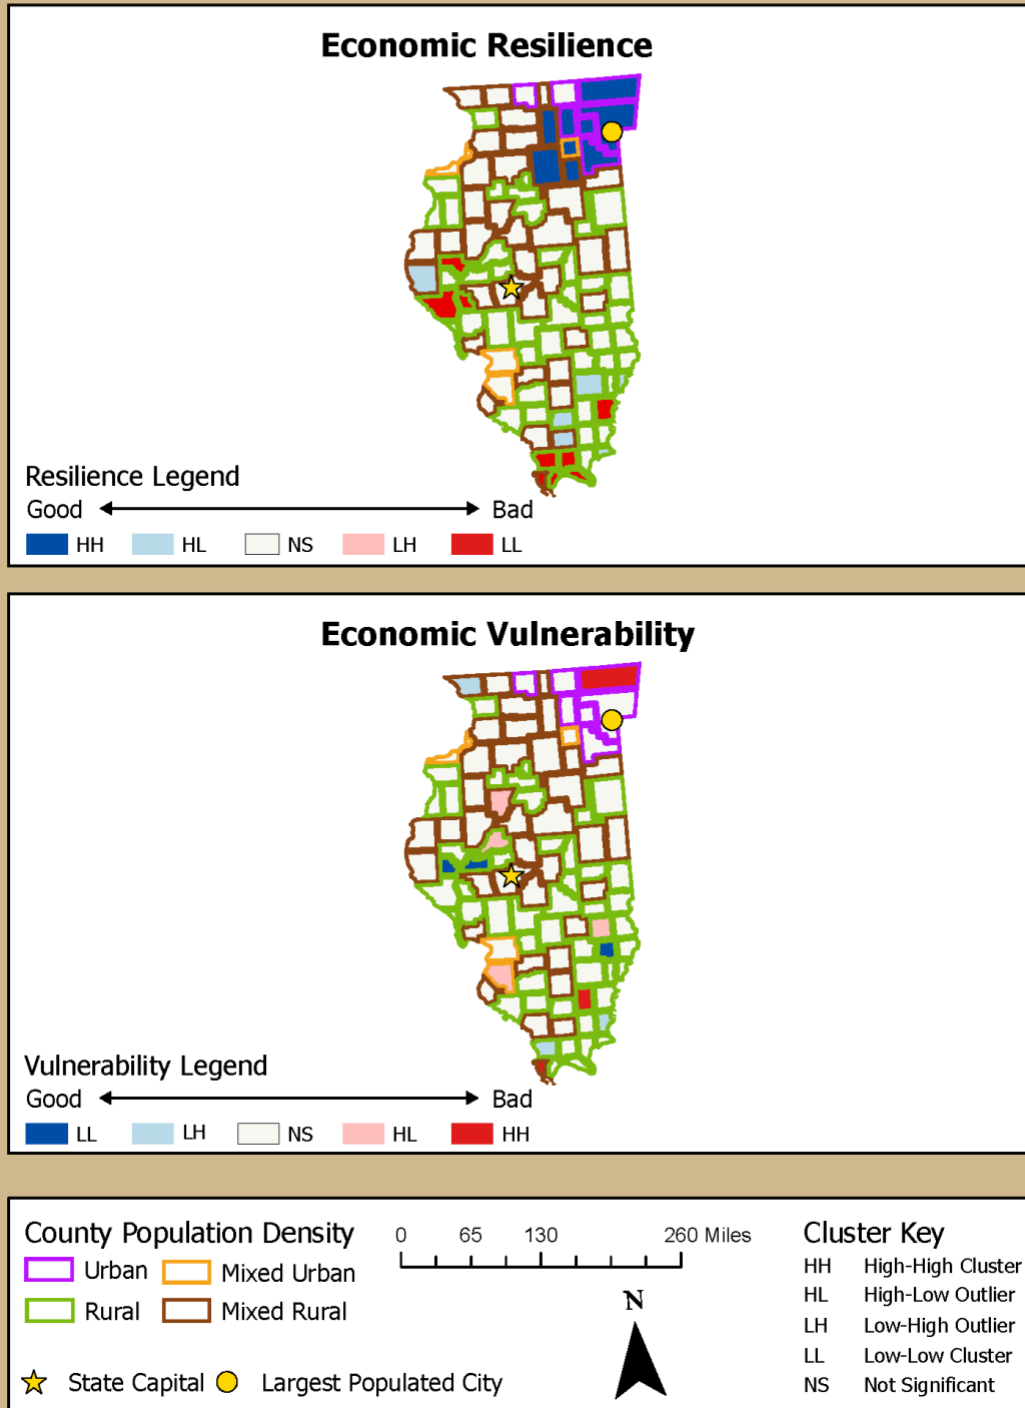 Economic Resilience
Resilience Legend
Good Bad
HH HL NS LH LL
Economic Vulnerability
Vulnerability Legend
Good Bad
LL LH NS HL HH
County Population Density
Urban Mixed Urban
Rural Mixed Rural
State Capital Largest Populated City
0 65 130 260 Miles
N
Cluster Key
HH High-High Cluster
HL High-Low Outlier
LH Low-High Outlier
LL Low-Low Cluster
NS Not Significant